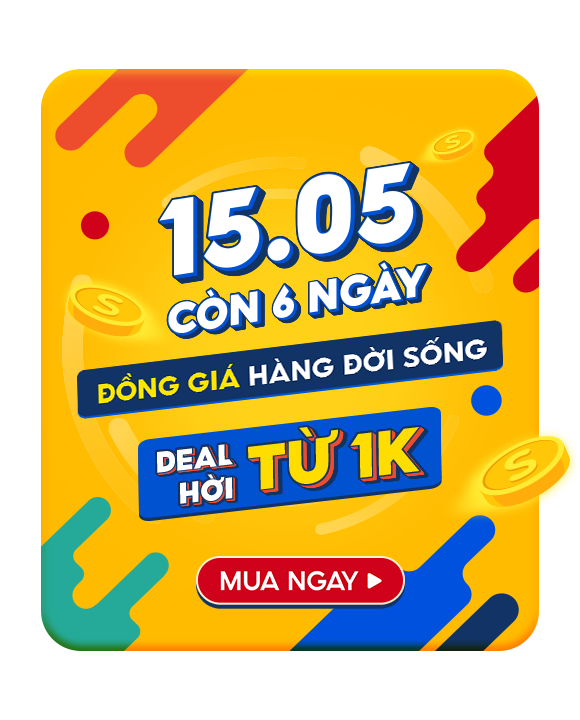 15.05
CÒN 6 NGÀY
ĐỒNG GIÁ HÀNG ĐỜI SỐNG
DEAL
HỜI
TỪ 1K
MUA NGAY